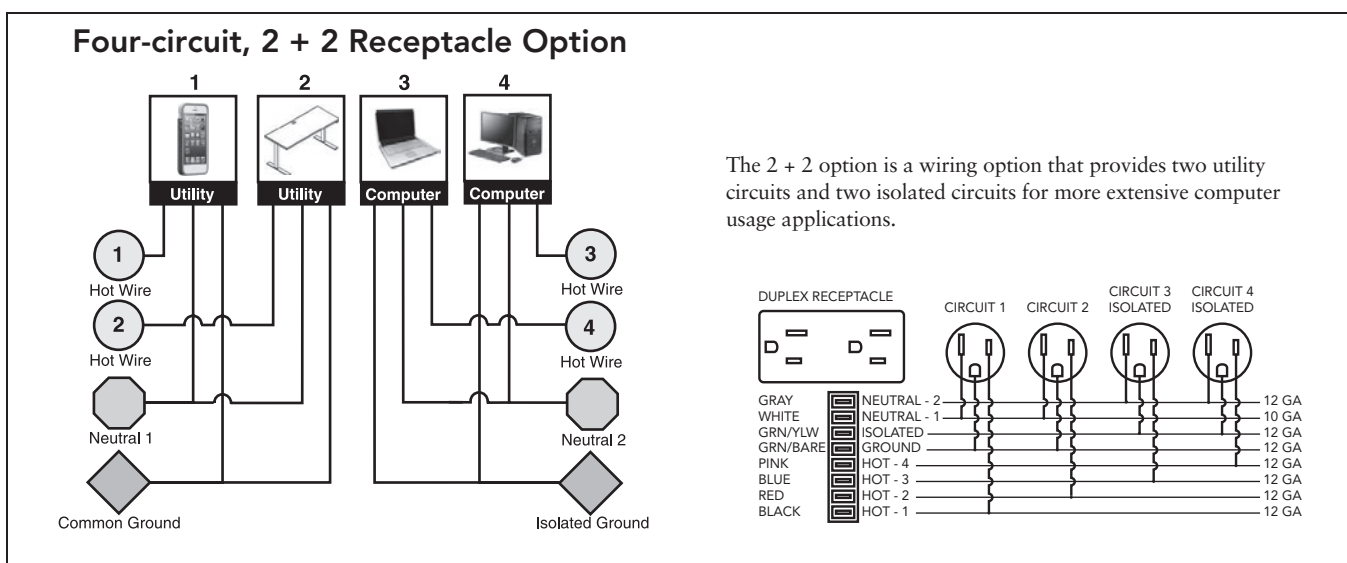 Four-circuit, 2 + 2 Receptacle Option
1 2 3 4
Utility Utility Computer Computer
1 3
Hot Wire Hot Wire
2 4
Hot Wire Hot Wire
Neutral 1 Neutral 2
Common Ground Isolated Ground
The 2 + 2 option is a wiring option that provides two utility
circuits and two isolated circuits for more extensive computer
usage applications.
DUPLEX RECEPTACLE
CIRCUIT 1
CIRCUIT 2
CIRCUIT 3
ISOLATED
CIRCUIT 4
ISOLATED
GRAY NEUTRAL - 2 12 GA
WHITE NEUTRAL - 1 10 GA
GRN/YLW ISOLATED 12 GA
GRN/BARE GROUND 12 GA
PINK HOT - 4 12 GA
BLUE HOT - 3 12 GA
RED HOT - 2 12 GA
BLACK HOT - 1 12 GA